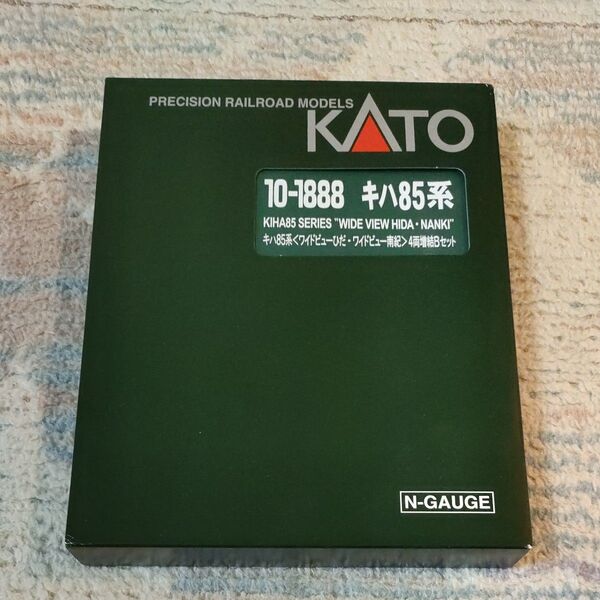 PRECISION RAILROAD MODELS
KATO
10-1888 キハ85系
KIHA85 SERIES "WIDE VIEW HIDA・NANKI"
キハ85系<ワイドビューひだ・ワイドビュー南紀>4両増結Bセット
N-GAUGE